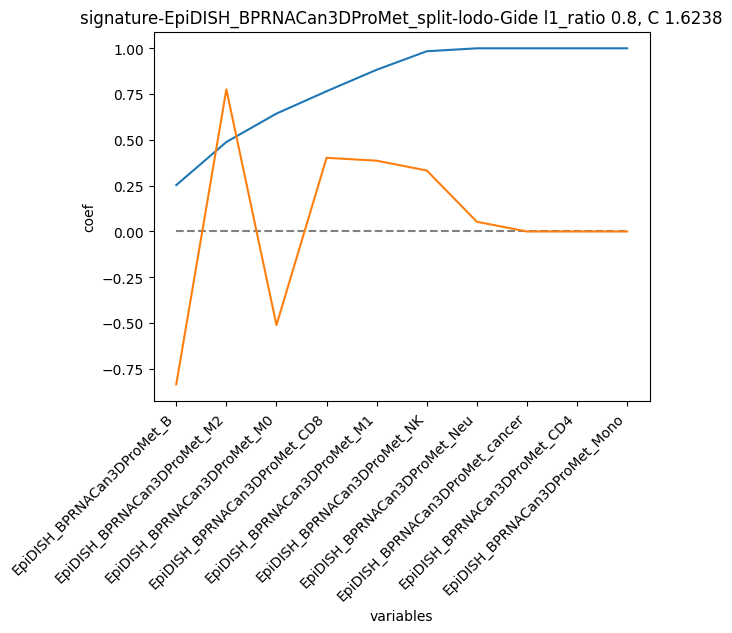 signature-EpiDISH_BPRNACan3DProMet_split-lodo-Gide l1_ratio 0.8, C 1.6238
1.00
0.75
0.50
0.25
0.00
−0.25
−0.50
−0.75
coef
EpiDISH_BPRNACan3DProMet_B
EpiDISH_BPRNACan3DProMet_M2
EpiDISH_BPRNACan3DProMet_M0
EpiDISH_BPRNACan3DProMet_CD8
EpiDISH_BPRNACan3DProMet_M1
EpiDISH_BPRNACan3DProMet_NK
EpiDISH_BPRNACan3DProMet_Neu
EpiDISH_BPRNACan3DProMet_cancer
EpiDISH_BPRNACan3DProMet_CD4
EpiDISH_BPRNACan3DProMet_Mono
variables